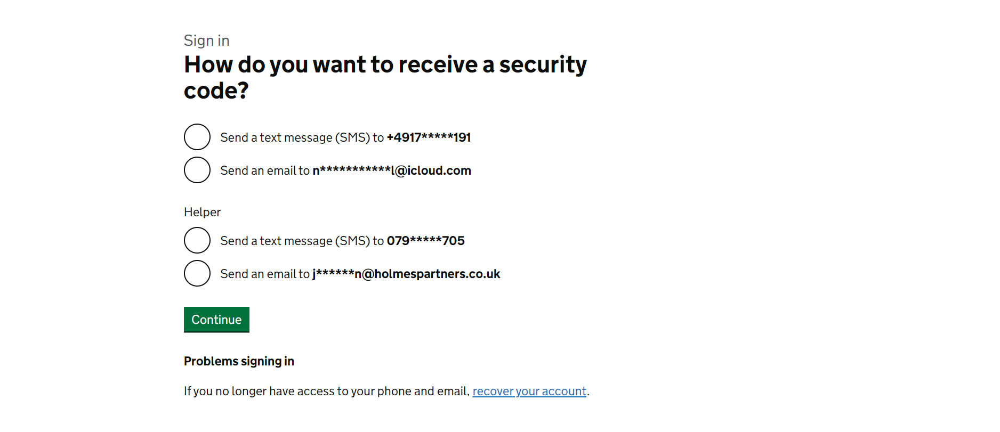 Sign in
How do you want to receive a security
code?
Send a text message (SMS) to +4917*****191
Send an email to n***********l@icloud.com
Helper
Send a text message (SMS) to 079*****705
Send an email to j******n@holmespartners.co.uk
Continue
Problems signing in
If you no longer have access to your phone and email, recover your account.